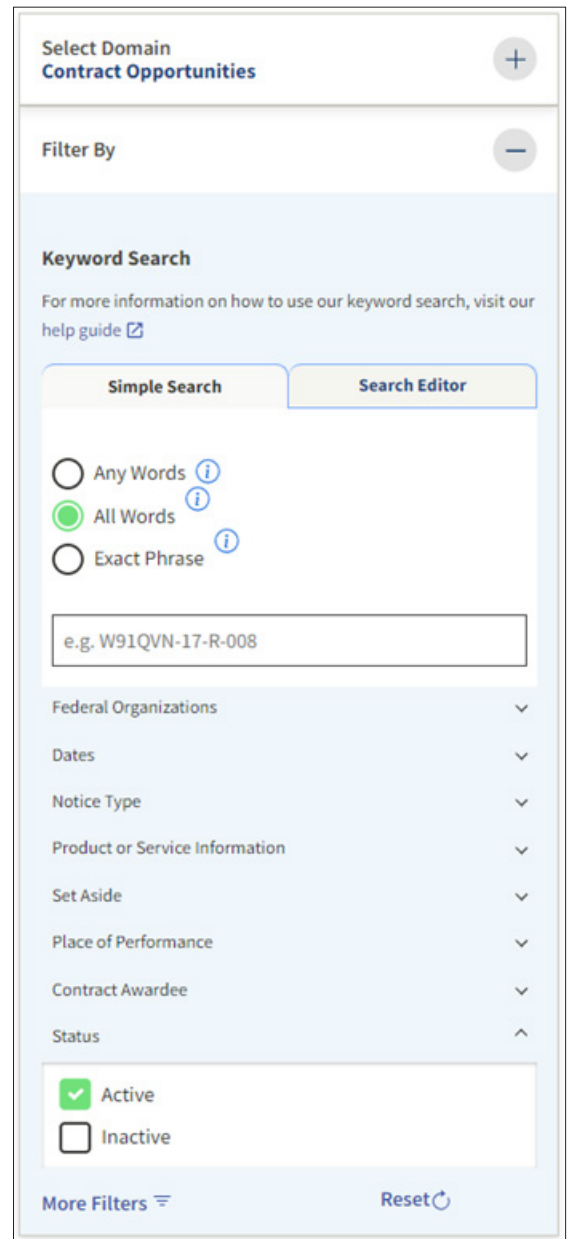 Select Domain
Contract Opportunities
Filter By
Keyword Search
For more information on how to use our keyword search, visit our
help guide
Simple Search
Search Editor
Any Words
All Words
Exact Phrase
e.g. W91QVN-17-R-008
Federal Organizations
Dates
Notice Type
Product or Service Information
Set Aside
Place of Performance
Contract Awardee
Status
Active
Inactive
More Filters
Reset